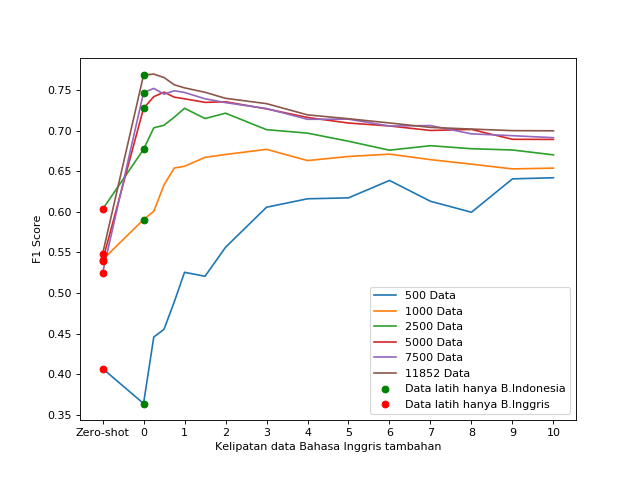 0.75
0.70
0.65
0.60
0.55
0.50
0.45
0.40
0.35
F1 Score
Zero-shot 0 1 2 3 4 5 6 7 8 9 10
Kelipatan data Bahasa Inggris tambahan
500 Data
1000 Data
2500 Data
5000 Data
7500 Data
11852 Data
Data latih hanya B.Indonesia
Data latih hanya B.Inggris